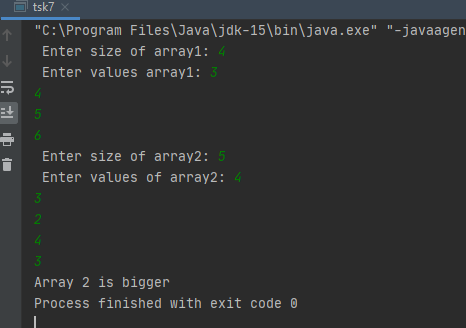 tsk7
"C:\Program Files\Java\jdk-15\bin\java.exe" "-javaagen
Enter size of array1: 4
Enter values array1: 3
4
5
6
Enter size of array2: 5
Enter values of array2: 4
3
2
4
3
Array 2 is bigger
Process finished with exit code 0